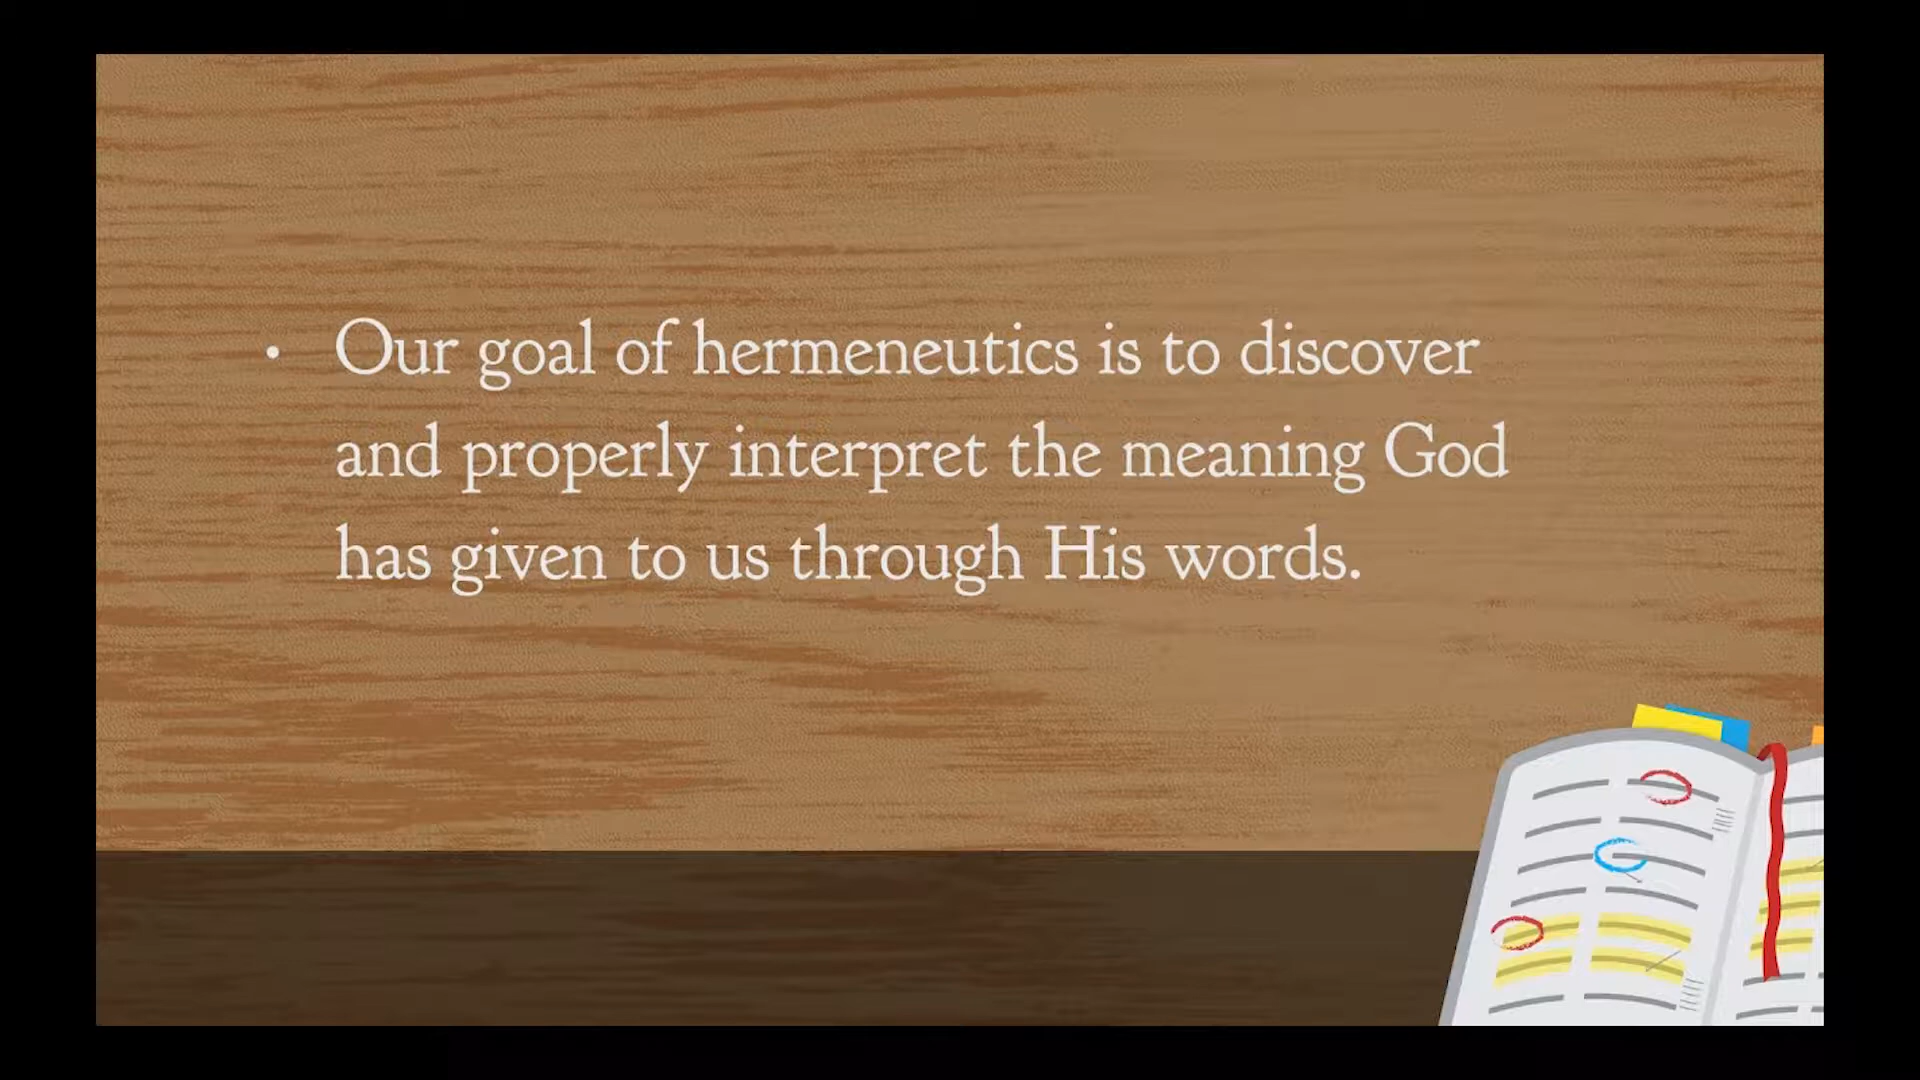 • Our goal of hermeneutics is to discover
and properly interpret the meaning God
has given to us through His words.